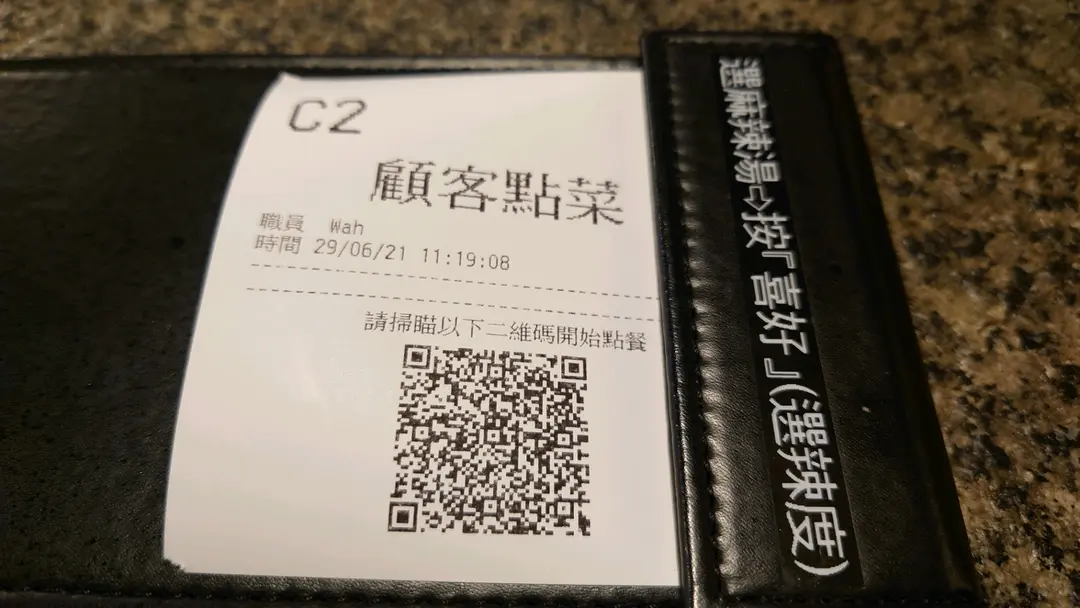 C2
顧客點菜
職員 Wah
時間 29/06/21 11:19:08
請掃瞄以下二維碼開始點餐
選麻辣湯⇨按『喜好』(選辣度)